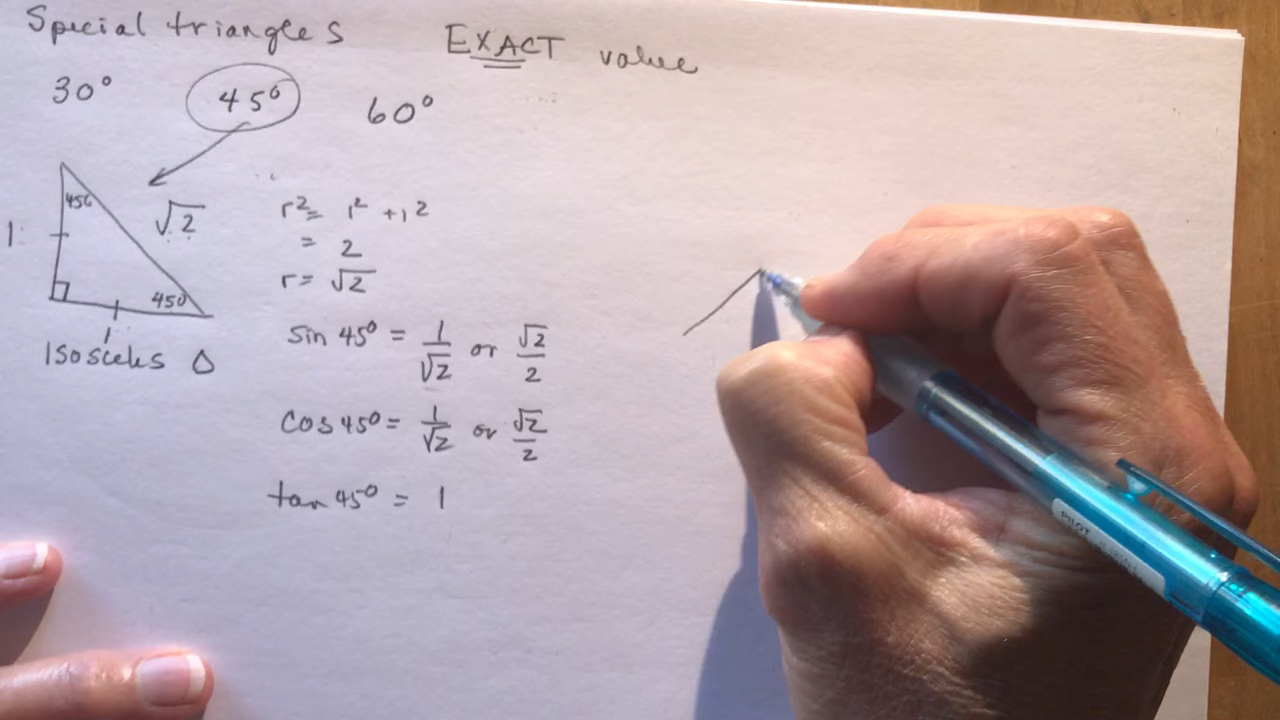 Special triangles EXACT value
30° 45° 60°
45°
1
√2
45°
1
Isosceles Δ
r² = 1² + 1²
= 2
r = √2
sin 45° = 1/√2 or √2/2
cos 45° = 1/√2 or √2/2
tan 45° = 1
PILOT